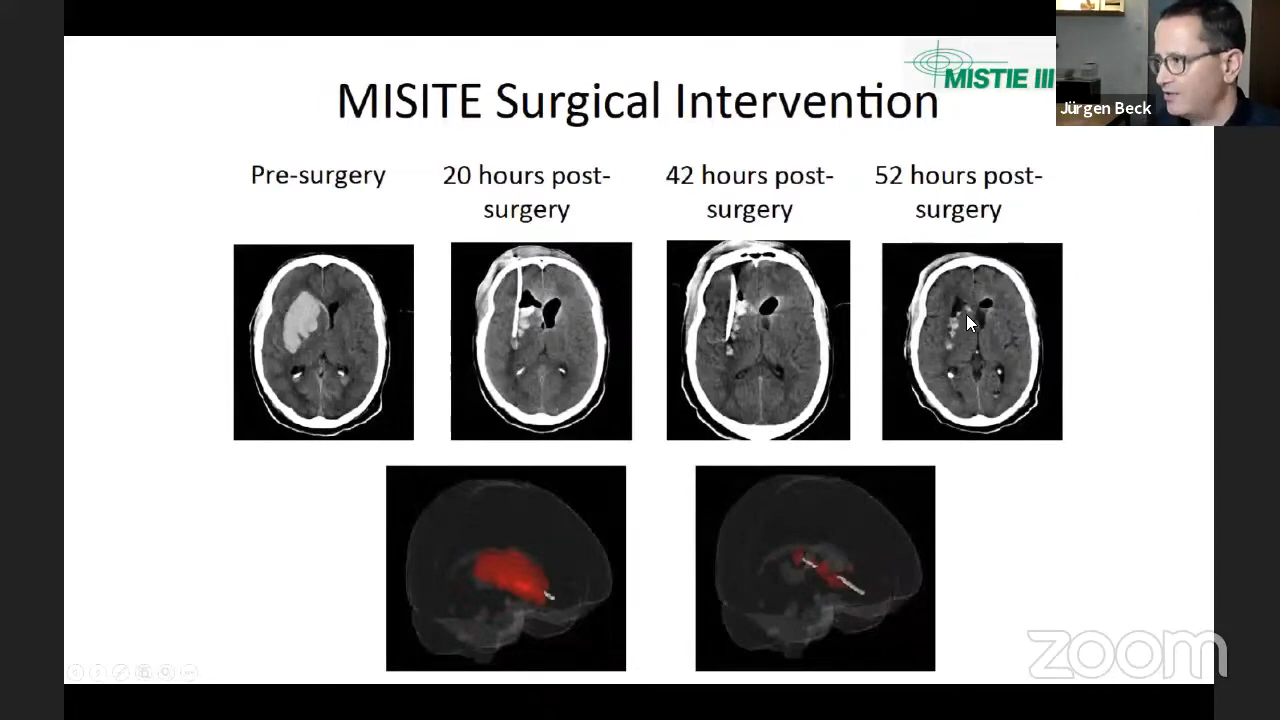 MISTIE III
MISITE Surgical Intervention
Jürgen Beck
Pre-surgery
20 hours post-
surgery
42 hours post-
surgery
52 hours post-
surgery
zoom